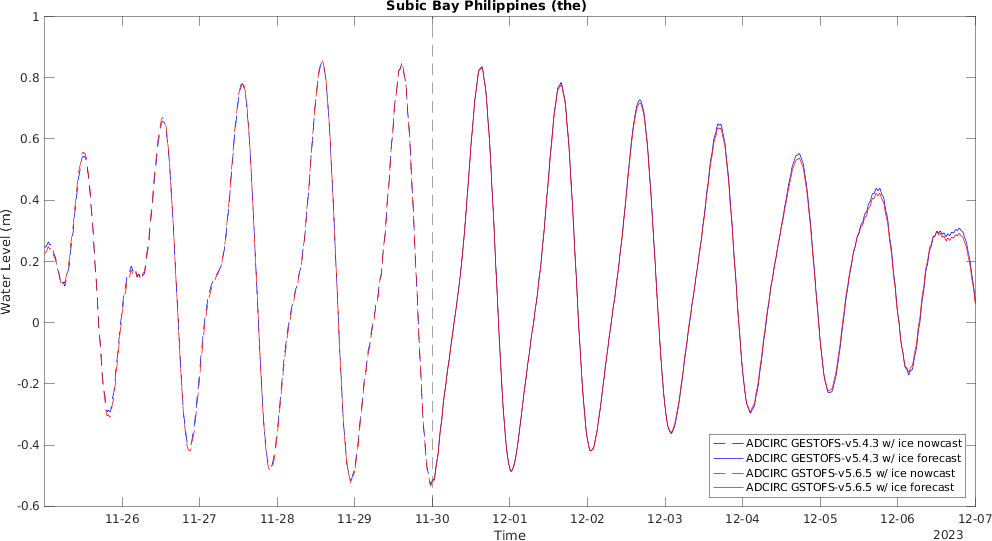 Subic Bay Philippines (the)
Water Level (m)
1
0.8
0.6
0.4
0.2
0
-0.2
-0.4
-0.6
ADCIRC GESTOFS-v5.4.3 w/ ice nowcast
ADCIRC GESTOFS-v5.4.3 w/ ice forecast
ADCIRC GSTOFS-v5.6.5 w/ ice nowcast
ADCIRC GSTOFS-v5.6.5 w/ ice forecast
11-26 11-27 11-28 11-29 11-30 12-01 12-02 12-03 12-04 12-05 12-06 12-07
Time
2023